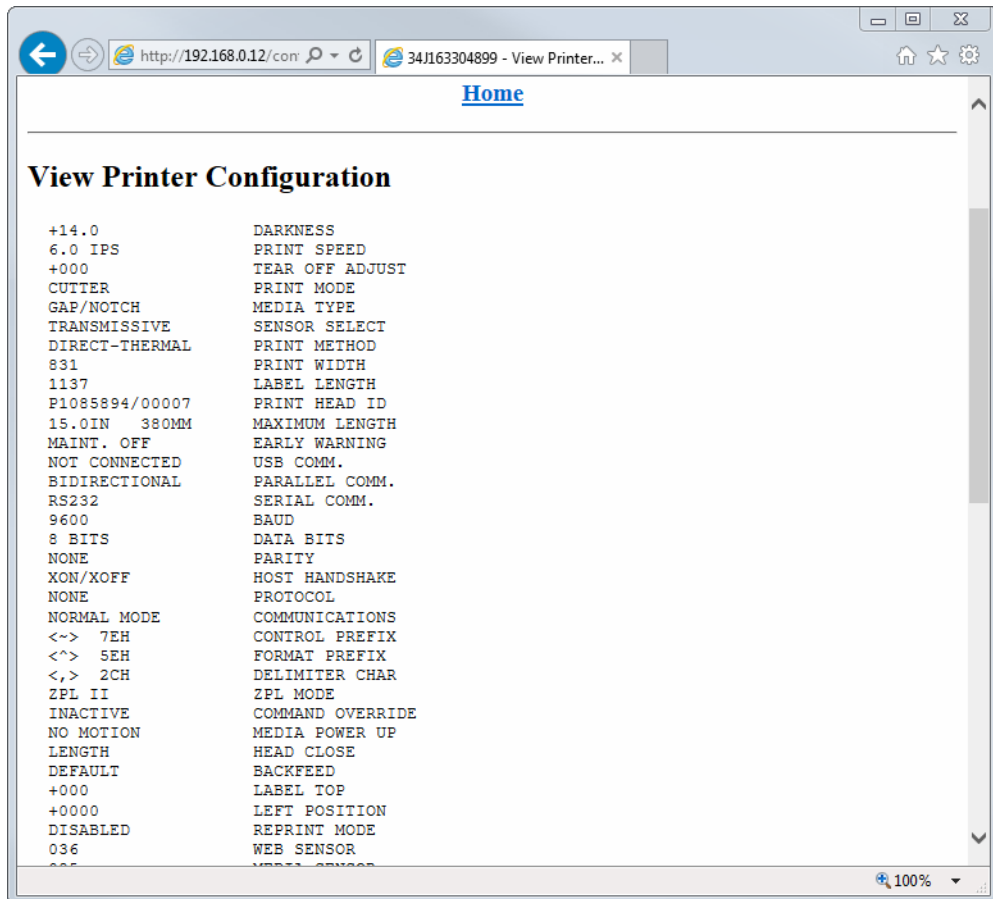 http://192.168.0.12/con
34J163304899 - View Printer...
Home
View Printer Configuration
+14.0 DARKNESS
6.0 IPS PRINT SPEED
+000 TEAR OFF ADJUST
CUTTER PRINT MODE
GAP/NOTCH MEDIA TYPE
TRANSMISSIVE SENSOR SELECT
DIRECT-THERMAL PRINT METHOD
831 PRINT WIDTH
1137 LABEL LENGTH
P1085894/00007 PRINT HEAD ID
15.0IN 380MM MAXIMUM LENGTH
MAINT. OFF EARLY WARNING
NOT CONNECTED USB COMM.
BIDIRECTIONAL PARALLEL COMM.
RS232 SERIAL COMM.
9600 BAUD
8 BITS DATA BITS
NONE PARITY
XON/XOFF HOST HANDSHAKE
NONE PROTOCOL
NORMAL MODE COMMUNICATIONS
<~> 7EH CONTROL PREFIX
<^> 5EH FORMAT PREFIX
<,> 2CH DELIMITER CHAR
ZPL II ZPL MODE
INACTIVE COMMAND OVERRIDE
NO MOTION MEDIA POWER UP
LENGTH HEAD CLOSE
DEFAULT BACKFEED
+000 LABEL TOP
+0000 LEFT POSITION
DISABLED REPRINT MODE
036 WEB SENSOR
MEDIA SENSOR
100%